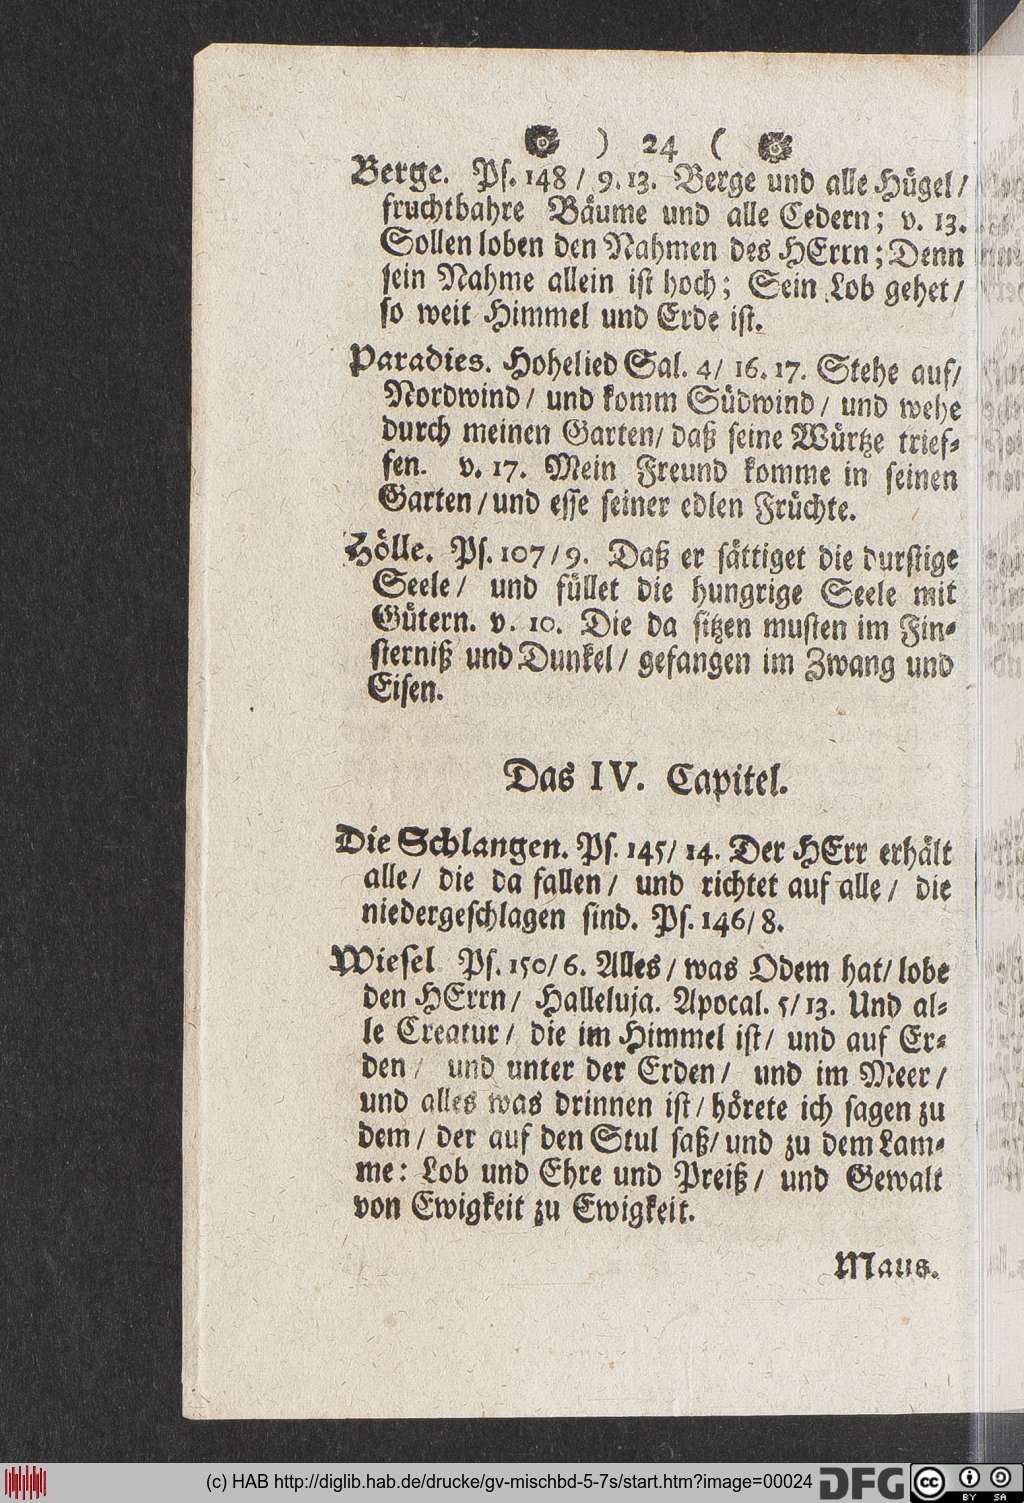 ) 24 (
Berge. Ps. 148 / 9. 13. Berge und alle Hügel /
fruchtbahre Bäume und alle Cedern; v. 13.
Sollen loben den Nahmen des HErrn; Denn
sein Nahme allein ist hoch; Sein Lob gehet /
so weit Himmel und Erde ist.
Paradies. Hohelied Sal. 4 / 16. 17. Stehe auf /
Nordwind / und komm Südwind / und wehe
durch meinen Garten / daß seine Würtze trief-
fen. v. 17. Mein Freund komme in seinen
Garten / und esse seiner edlen Früchte.
Hölle. Ps. 107 / 9. Daß er sättiget die durstige
Seele / und füllet die hungrige Seele mit
Gütern. v. 10. Die da sitzen musten im Fin-
sterniß und Dunkel / gefangen im Zwang und
Eisen.
Das IV. Capitel.
Die Schlangen. Ps. 145 / 14. Der HErr erhält
alle / die da fallen / und richtet auf alle / die
niedergeschlagen sind. Ps. 146 / 8.
Wiesel Ps. 150 / 6. Alles / was Odem hat / lobe
den HErrn / Halleluja. Apocal. 5 / 13. Und al-
le Creatur / die im Himmel ist / und auf Er-
den / und unter der Erden / und im Meer /
und alles was drinnen ist / hörete ich sagen zu
dem / der auf den Stul saß / und zu dem Lam-
me: Lob und Ehre und Preiß / und Gewalt
von Ewigkeit zu Ewigkeit.
Maus.
(c) HAB http://diglib.hab.de/drucke/gv-mischbd-5-7s/start.htm?image=00024 DFG cc BY SA